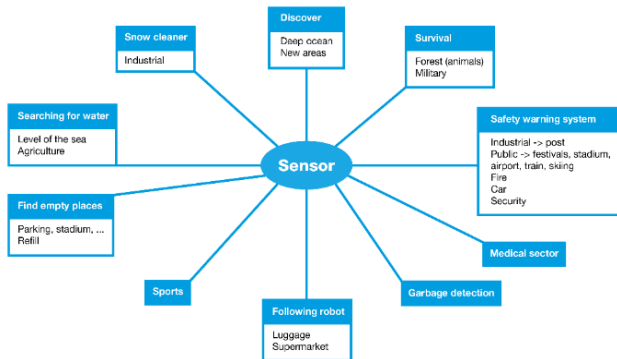 Discover
Deep ocean
New areas
Snow cleaner
Industrial
Survival
Forest (animals)
Military
Searching for water
Level of the sea
Agriculture
Safety warning system
Industrial -> post
Public -> festivals, stadium,
airport, train, skiing
Fire
Car
Security
Sensor
Find empty places
Parking, stadium, ...
Refill
Medical sector
Sports
Garbage detection
Following robot
Luggage
Supermarket